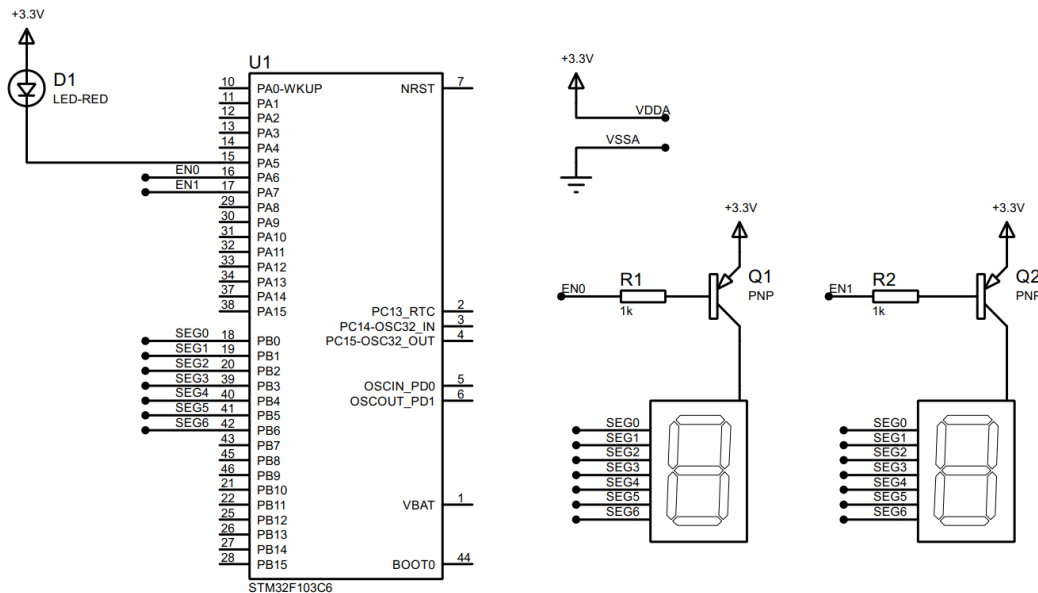 +3.3V
D1
LED-RED
U1
10 PA0-WKUP NRST 7
11 PA1
12 PA2
13 PA3
14 PA4
15 PA5
EN0 16 PA6
EN1 17 PA7
29 PA8
30 PA9
31 PA10
32 PA11
33 PA12
34 PA13
37 PA14
38 PA15
PC13_RTC 2
PC14-OSC32_IN 3
PC15-OSC32_OUT 4
SEG0 18 PB0
SEG1 19 PB1
SEG2 20 PB2
SEG3 39 PB3
SEG4 40 PB4
SEG5 41 PB5
SEG6 42 PB6
43 PB7
45 PB8
46 PB9
21 PB10
22 PB11
25 PB12
26 PB13
27 PB14
28 PB15
OSCIN_PD0 5
OSCOUT_PD1 6
VBAT 1
BOOT0 44
STM32F103C6
+3.3V
VDDA
VSSA
+3.3V
EN0
R1
1k
Q1
PNP
SEG0
SEG1
SEG2
SEG3
SEG4
SEG5
SEG6
+3.3V
EN1
R2
1k
Q2
PNP
SEG0
SEG1
SEG2
SEG3
SEG4
SEG5
SEG6